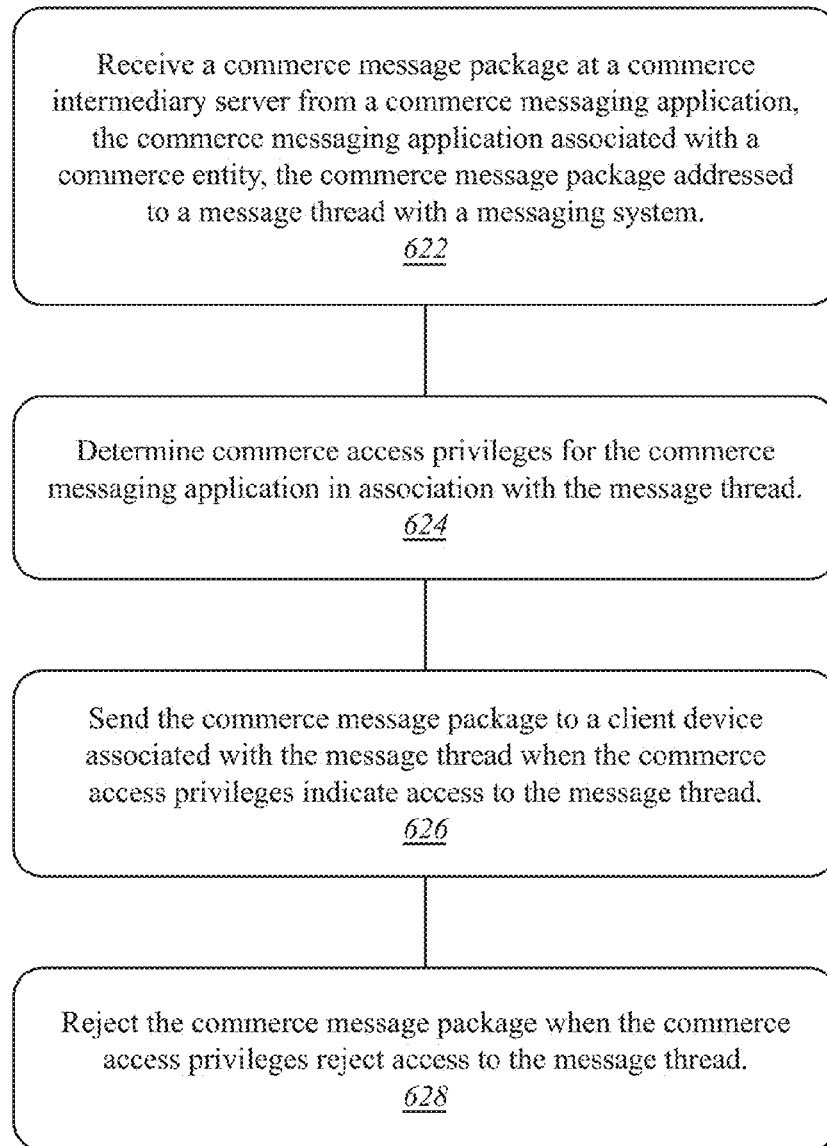 Receive a commerce message package at a commerce
intermediary server from a commerce messaging application,
the commerce messaging application associated with a
commerce entity, the commerce message package addressed
to a message thread with a messaging system.
622
Determine commerce access privileges for the commerce
messaging application in association with the message thread.
624
Send the commerce message package to a client device
associated with the message thread when the commerce
access privileges indicate access to the message thread.
626
Reject the commerce message package when the commerce
access privileges reject access to the message thread.
628